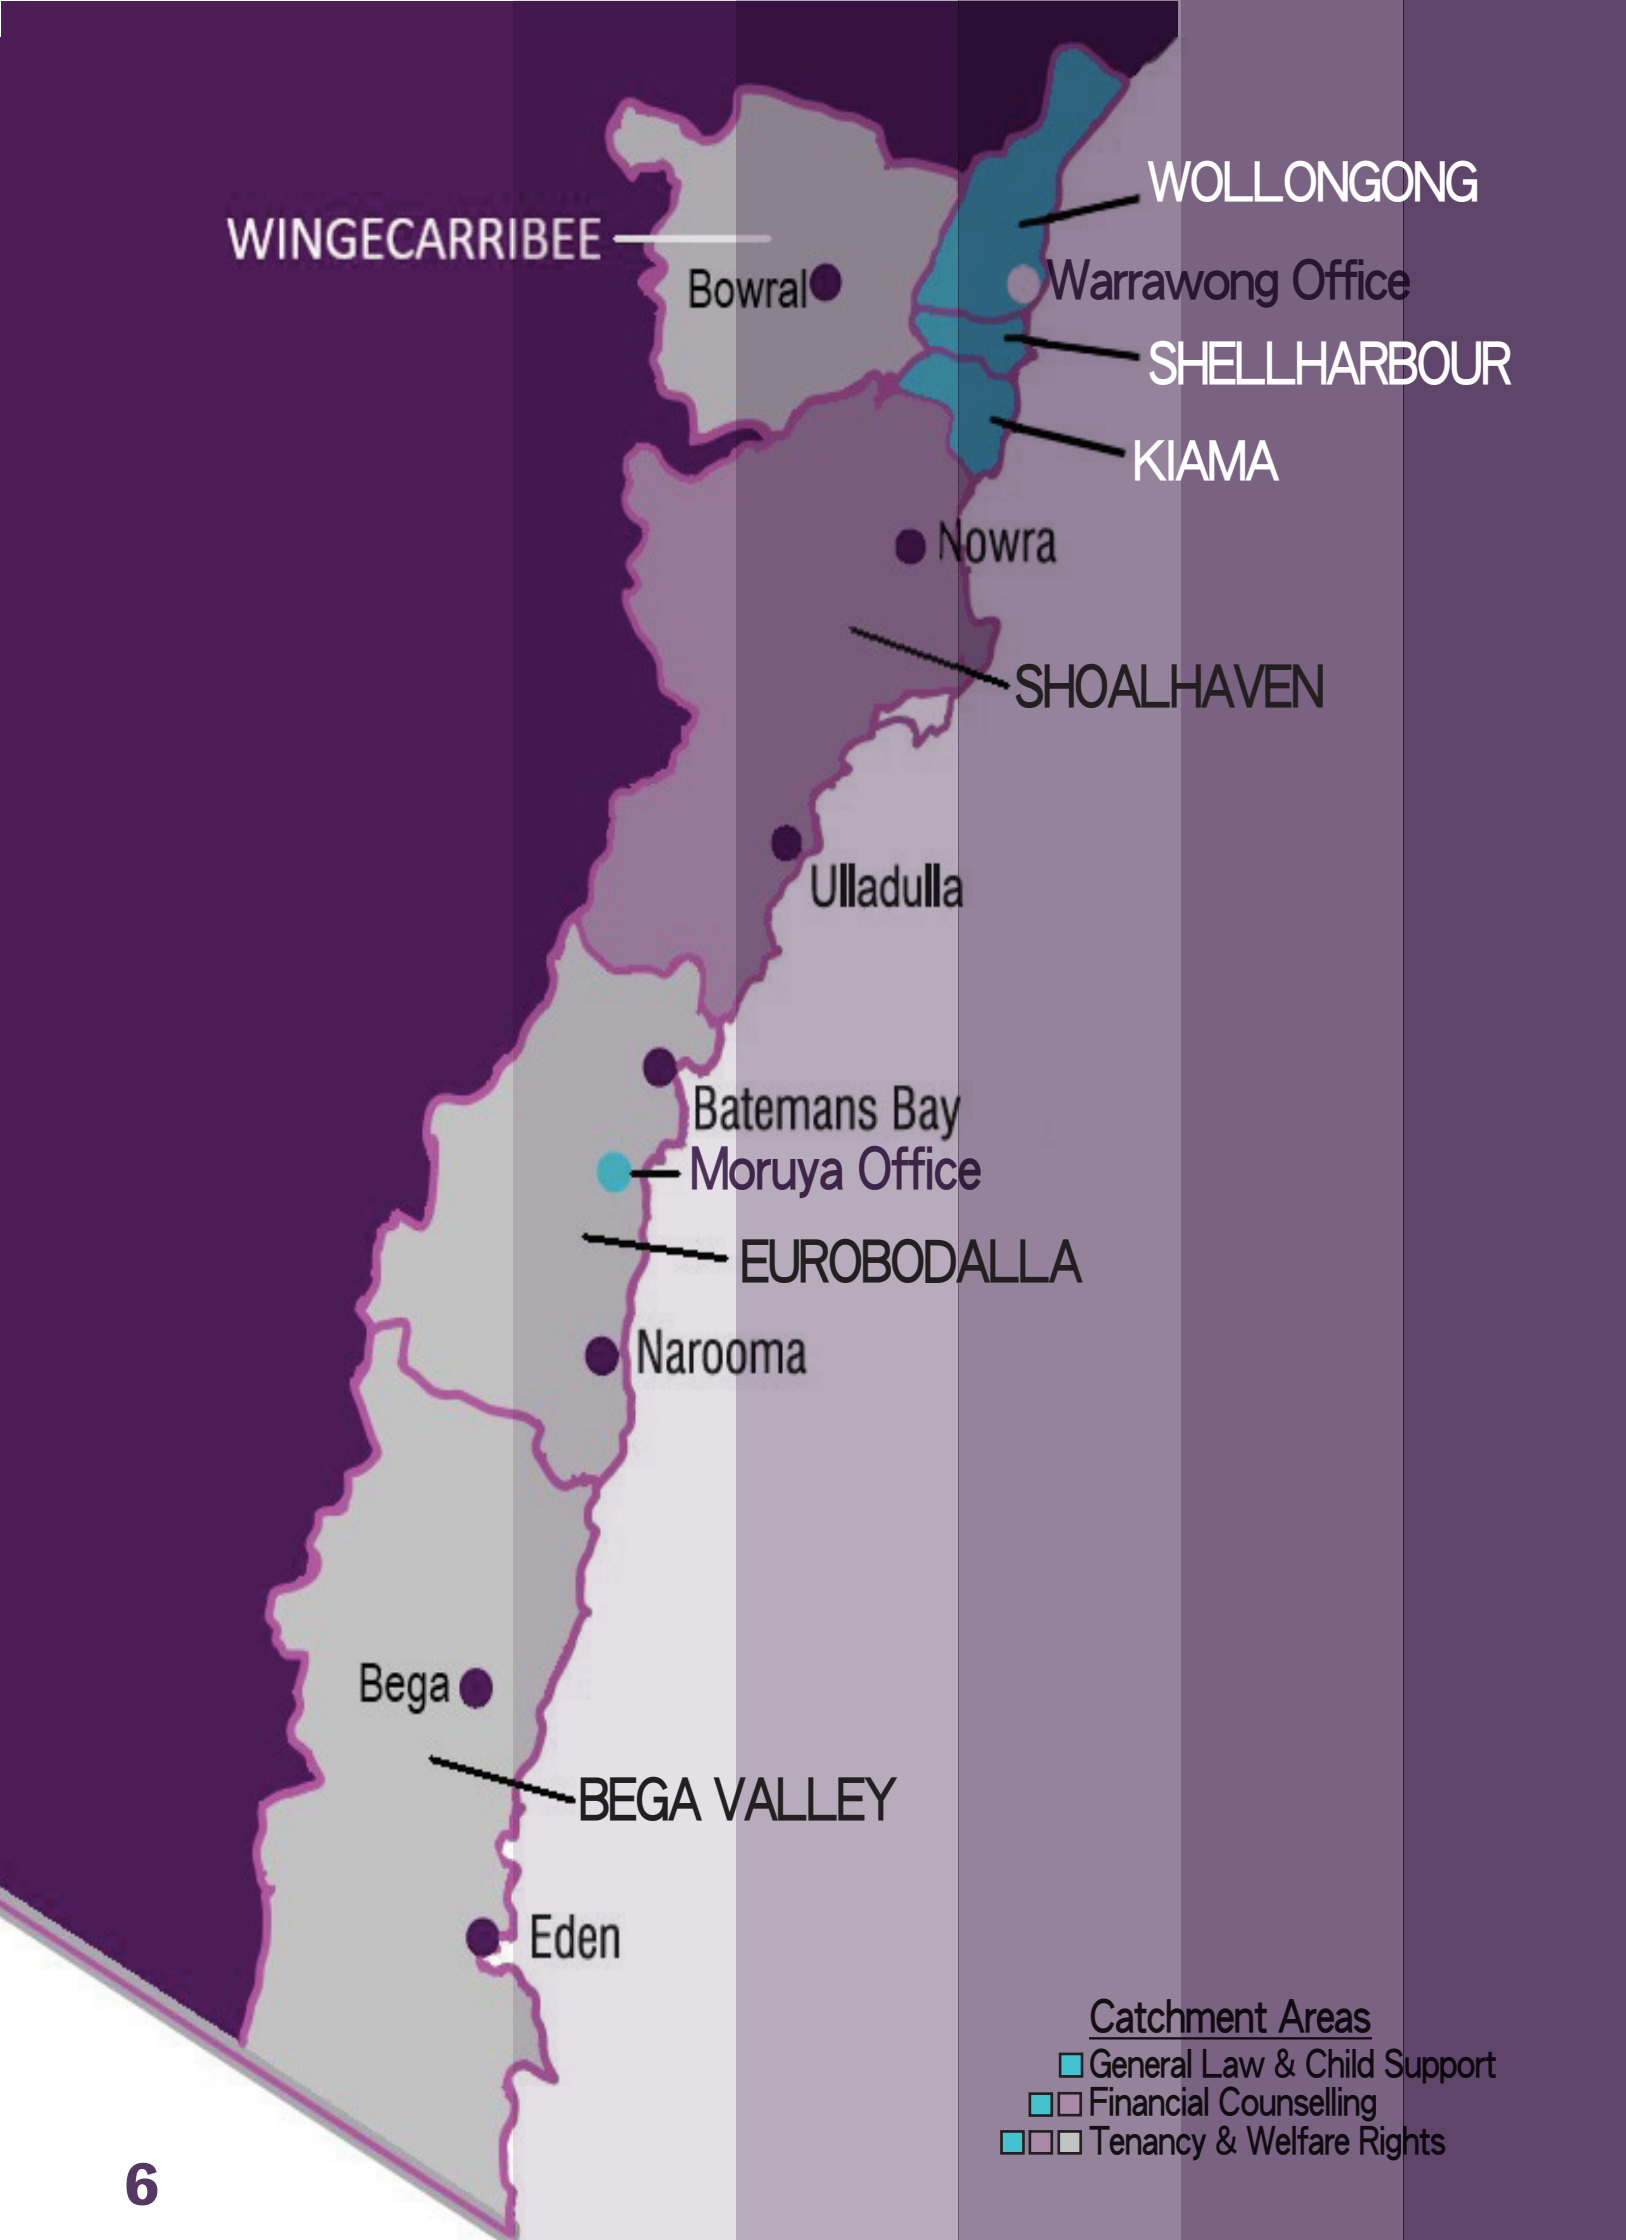 WOLLONGONG
WINGECARRIBEE
Bowral
Warrawong Office
SHELLHARBOUR
KIAMA
Nowra
SHOALHAVEN
Ulladulla
Batemans Bay
Moruya Office
EUROBODALLA
Narooma
Bega
BEGA VALLEY
Eden
Catchment Areas
General Law & Child Support
Financial Counselling
Tenancy & Welfare Rights
6